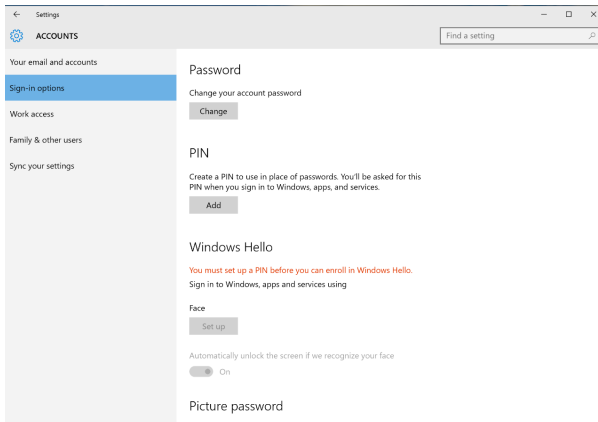 Settings
ACCOUNTS
Find a setting
Your email and accounts
Sign-in options
Work access
Family & other users
Sync your settings
Password
Change your account password
Change
PIN
Create a PIN to use in place of passwords. You'll be asked for this
PIN when you sign in to Windows, apps, and services.
Add
Windows Hello
You must set up a PIN before you can enroll in Windows Hello.
Sign in to Windows, apps and services using
Face
Set up
Automatically unlock the screen if we recognize your face
On
Picture password